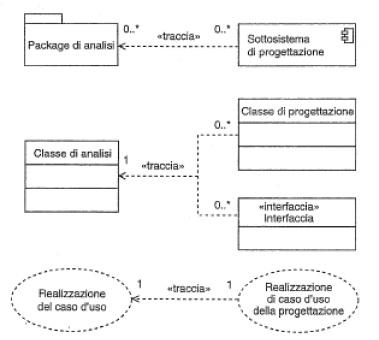 Package di analisi
0..*
«traccia»
0..*
Sottosistema
di progettazione
Classe di analisi
1
«traccia»
0..*
Classe di progettazione
0..*
«interfaccia»
Interfaccia
Realizzazione
del caso d'uso
1
«traccia»
1
Realizzazione
di caso d'uso
della progettazione